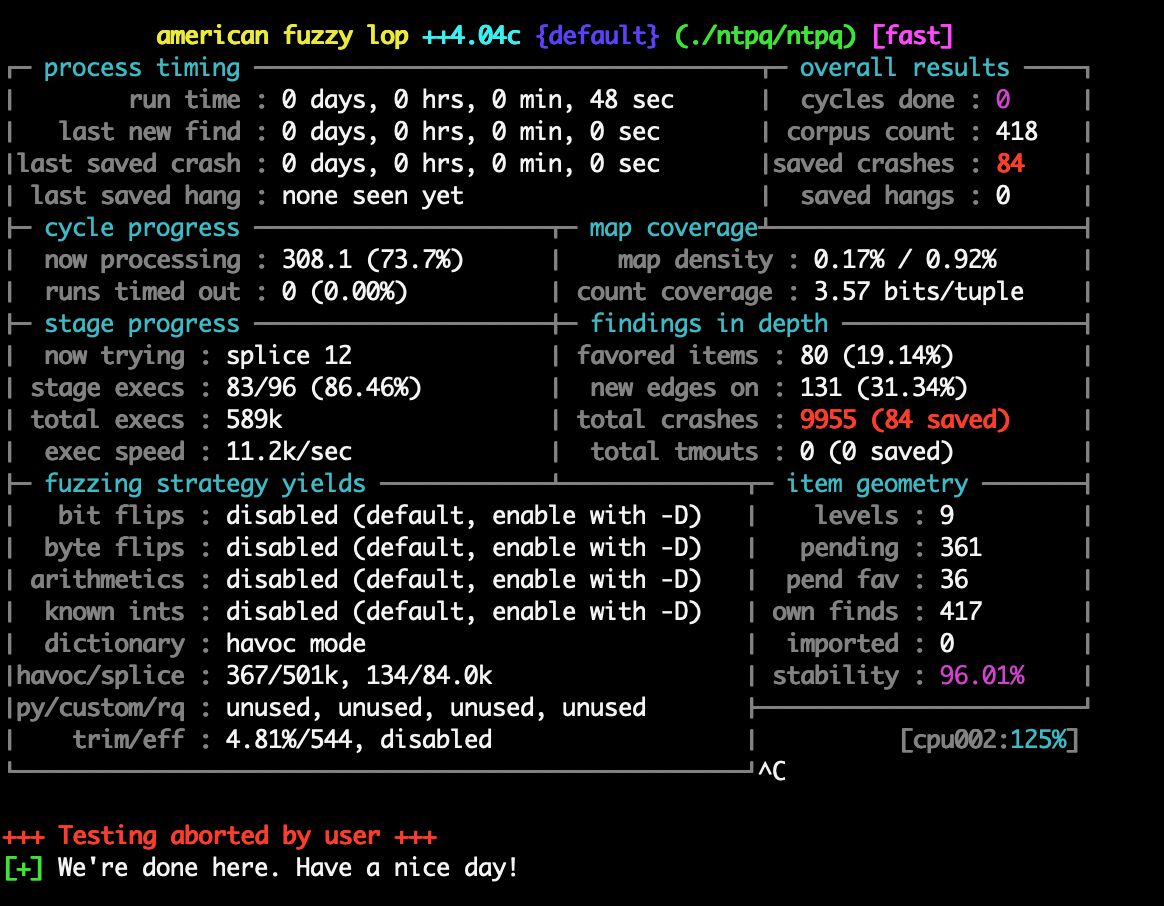 american fuzzy lop ++4.04c {default} (./ntpq/ntpq) [fast]
process timing overall results
run time : 0 days, 0 hrs, 0 min, 48 sec cycles done : 0
last new find : 0 days, 0 hrs, 0 min, 0 sec corpus count : 418
last saved crash : 0 days, 0 hrs, 0 min, 0 sec saved crashes : 84
last saved hang : none seen yet saved hangs : 0
cycle progress map coverage
now processing : 308.1 (73.7%) map density : 0.17% / 0.92%
runs timed out : 0 (0.00%) count coverage : 3.57 bits/tuple
stage progress findings in depth
now trying : splice 12 favored items : 80 (19.14%)
stage execs : 83/96 (86.46%) new edges on : 131 (31.34%)
total execs : 589k total crashes : 9955 (84 saved)
exec speed : 11.2k/sec total tmouts : 0 (0 saved)
fuzzing strategy yields item geometry
bit flips : disabled (default, enable with -D) levels : 9
byte flips : disabled (default, enable with -D) pending : 361
arithmetics : disabled (default, enable with -D) pend fav : 36
known ints : disabled (default, enable with -D) own finds : 417
dictionary : havoc mode imported : 0
havoc/splice : 367/501k, 134/84.0k stability : 96.01%
py/custom/rq : unused, unused, unused, unused
trim/eff : 4.81%/544, disabled [cpu002:125%]
^C
+++ Testing aborted by user +++
[+] We're done here. Have a nice day!